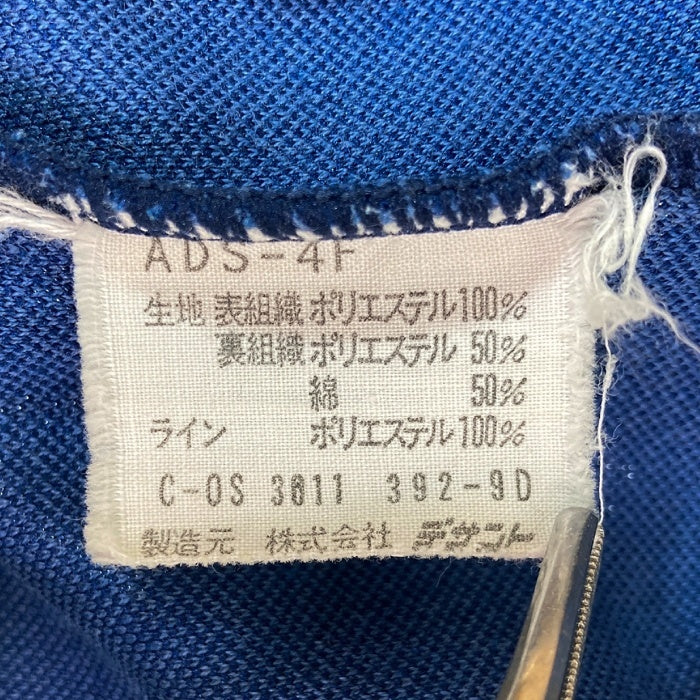 ADS-4F
生地 表組織 ポリエステル100%
裏組織 ポリエステル 50%
綿 50%
ライン ポリエステル100%
C-OS 3611 392-9D
製造元 株式会社 デサント